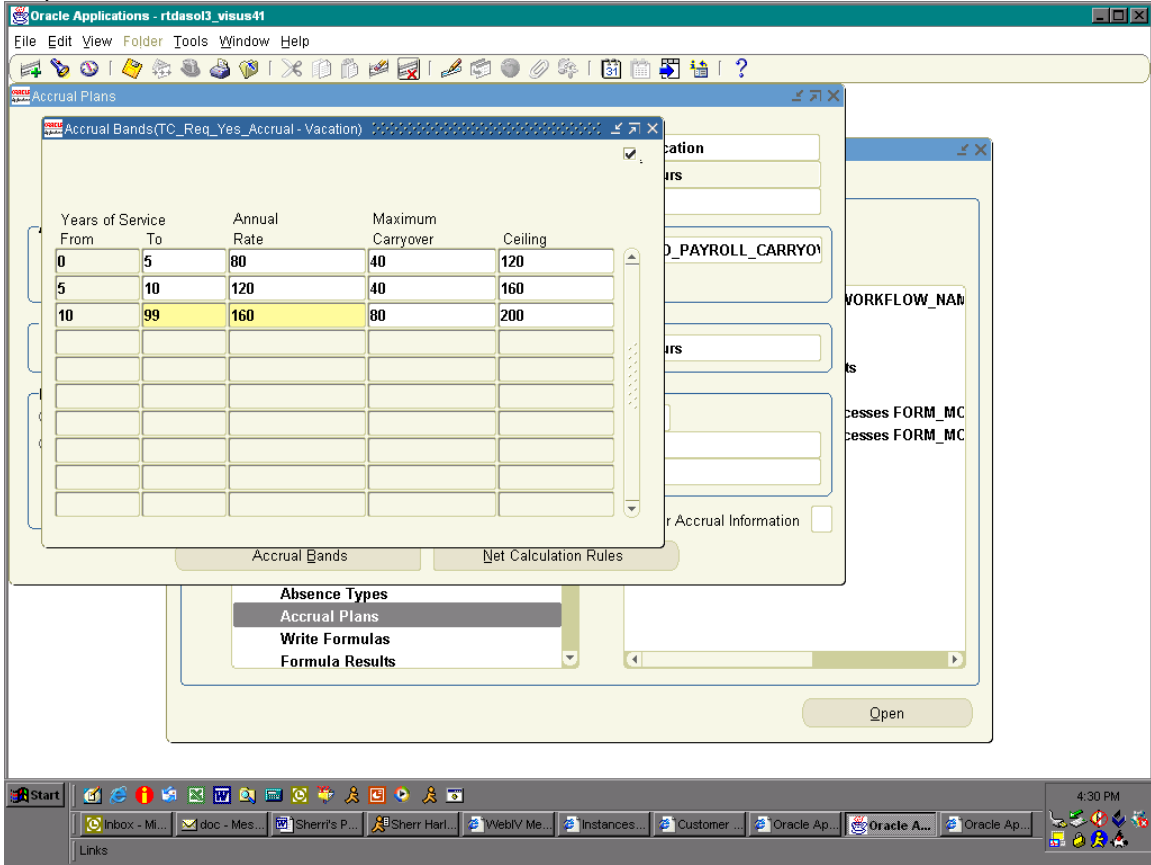 Oracle Applications - rtdasol3_visus41
File Edit View Folder Tools Window Help
Accrual Plans
Accrual Bands(TC_Req_Yes_Accrual - Vacation)
cation
urs
Years of Service Annual Maximum
From To Rate Carryover Ceiling
0 5 80 40 120
5 10 120 40 160
10 99 160 80 200
O_PAYROLL_CARRYO
WORKFLOW_NAM
urs
ts
cesses FORM_MO
cesses FORM_MO
r Accrual Information
Accrual Bands Net Calculation Rules
Absence Types
Accrual Plans
Write Formulas
Formula Results
Open
Start 4:30 PM
Inbox - Mi... doc - Mes... Sherri's P... Sherr Harl... WebIV Me... Instances... Customer ... Oracle Ap... Oracle A... Oracle Ap...
Links